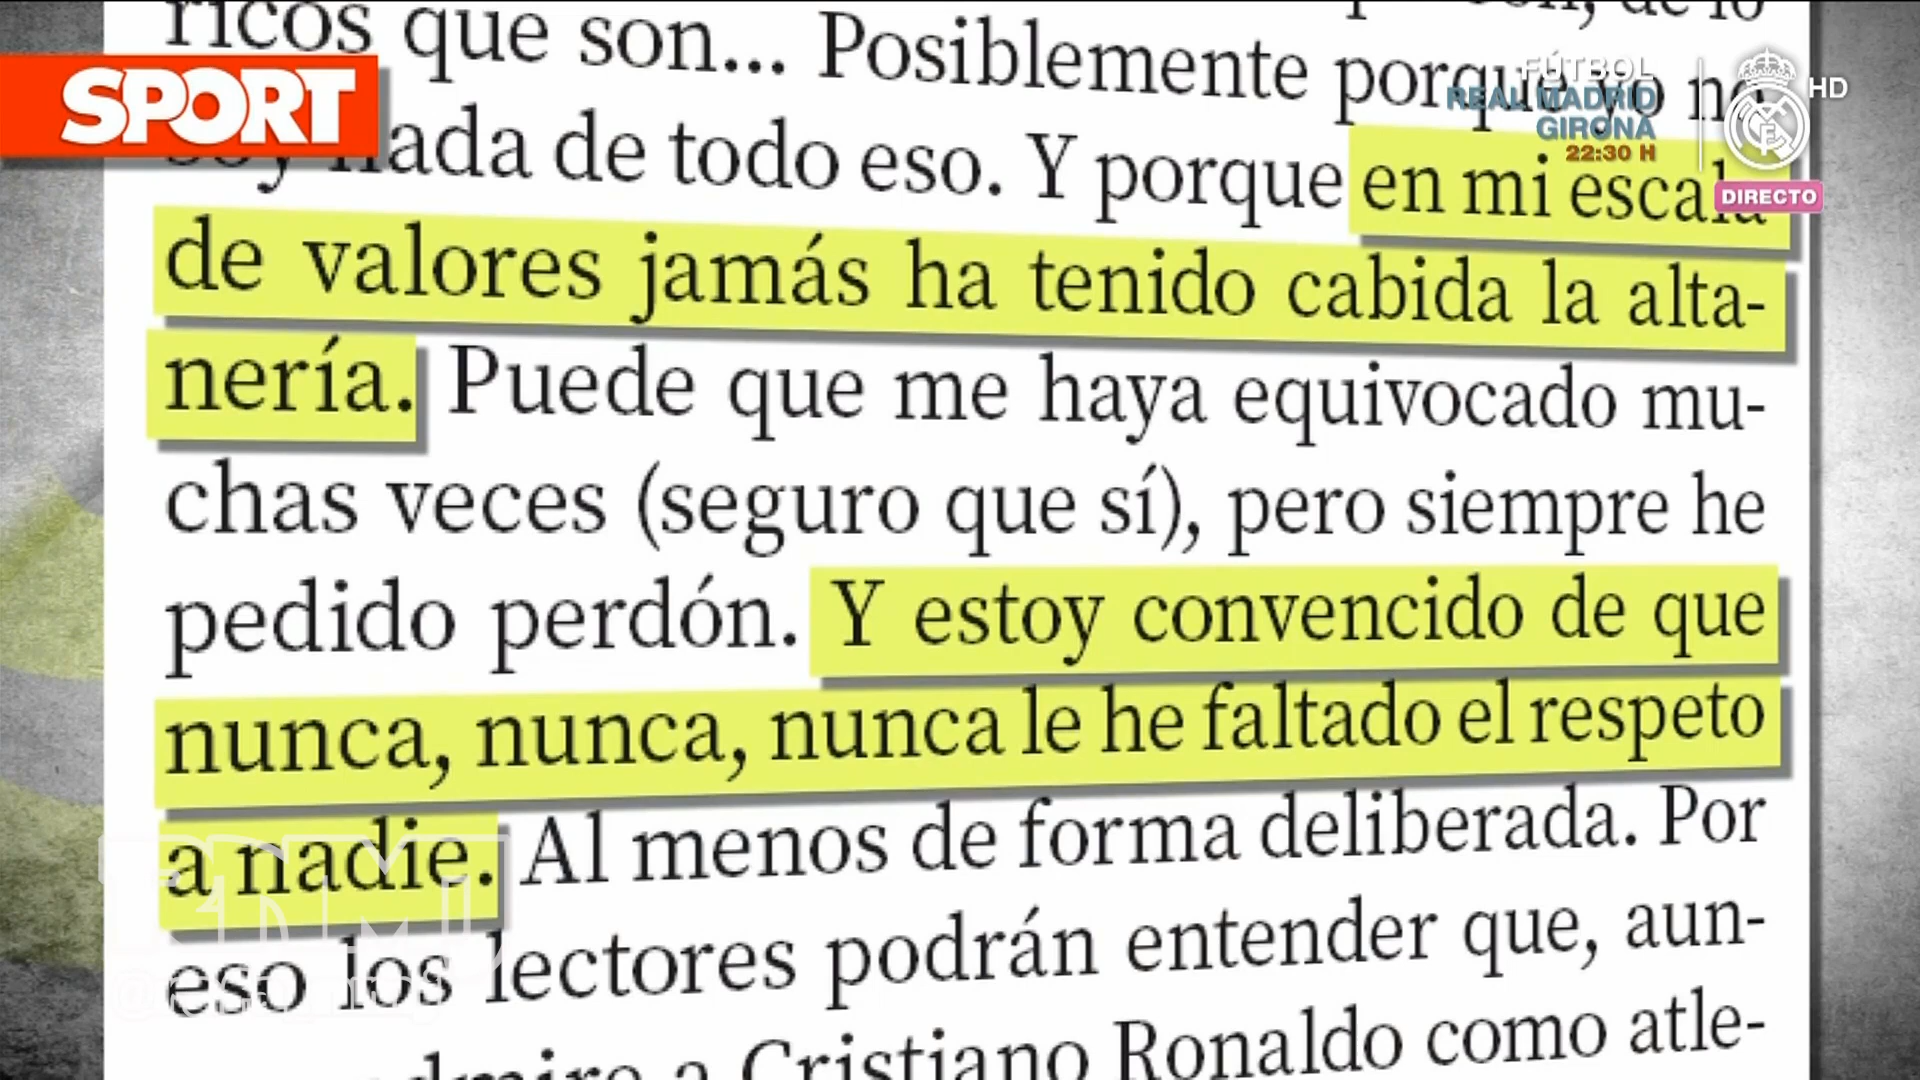 ricos que son... Posiblemente porque yo no
soy nada de todo eso. Y porque en mi escala
de valores jamás ha tenido cabida la alta-
nería. Puede que me haya equivocado mu-
chas veces (seguro que sí), pero siempre he
pedido perdón. Y estoy convencido de que
nunca, nunca, nunca le he faltado el respeto
a nadie. Al menos de forma deliberada. Por
eso los lectores podrán entender que, aun-
a Cristiano Ronaldo como atle-
SPORT
FÚTBOL
REAL MADRID
GIRONA
22:30 H
HD
DIRECTO